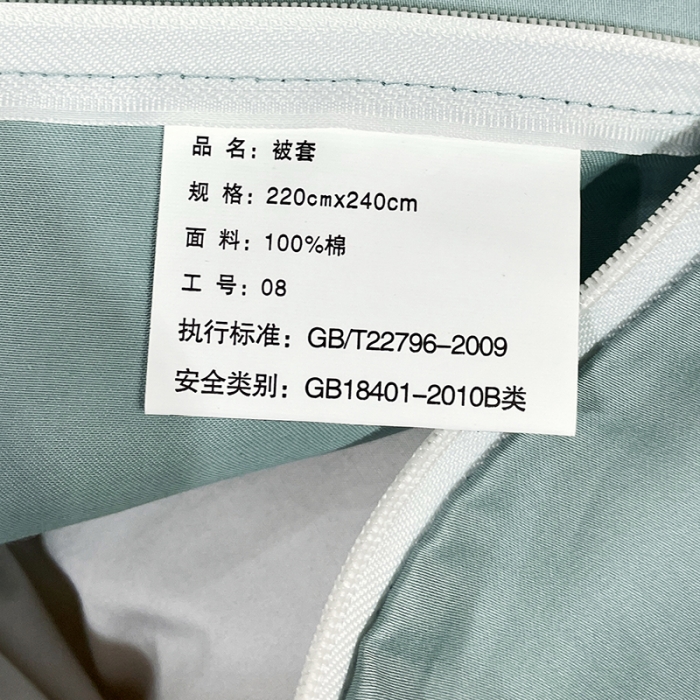 品 名：被套
规 格：220cmx240cm
面 料：100%棉
工 号：08
执行标准：GB/T22796-2009
安全类别：GB18401-2010B类